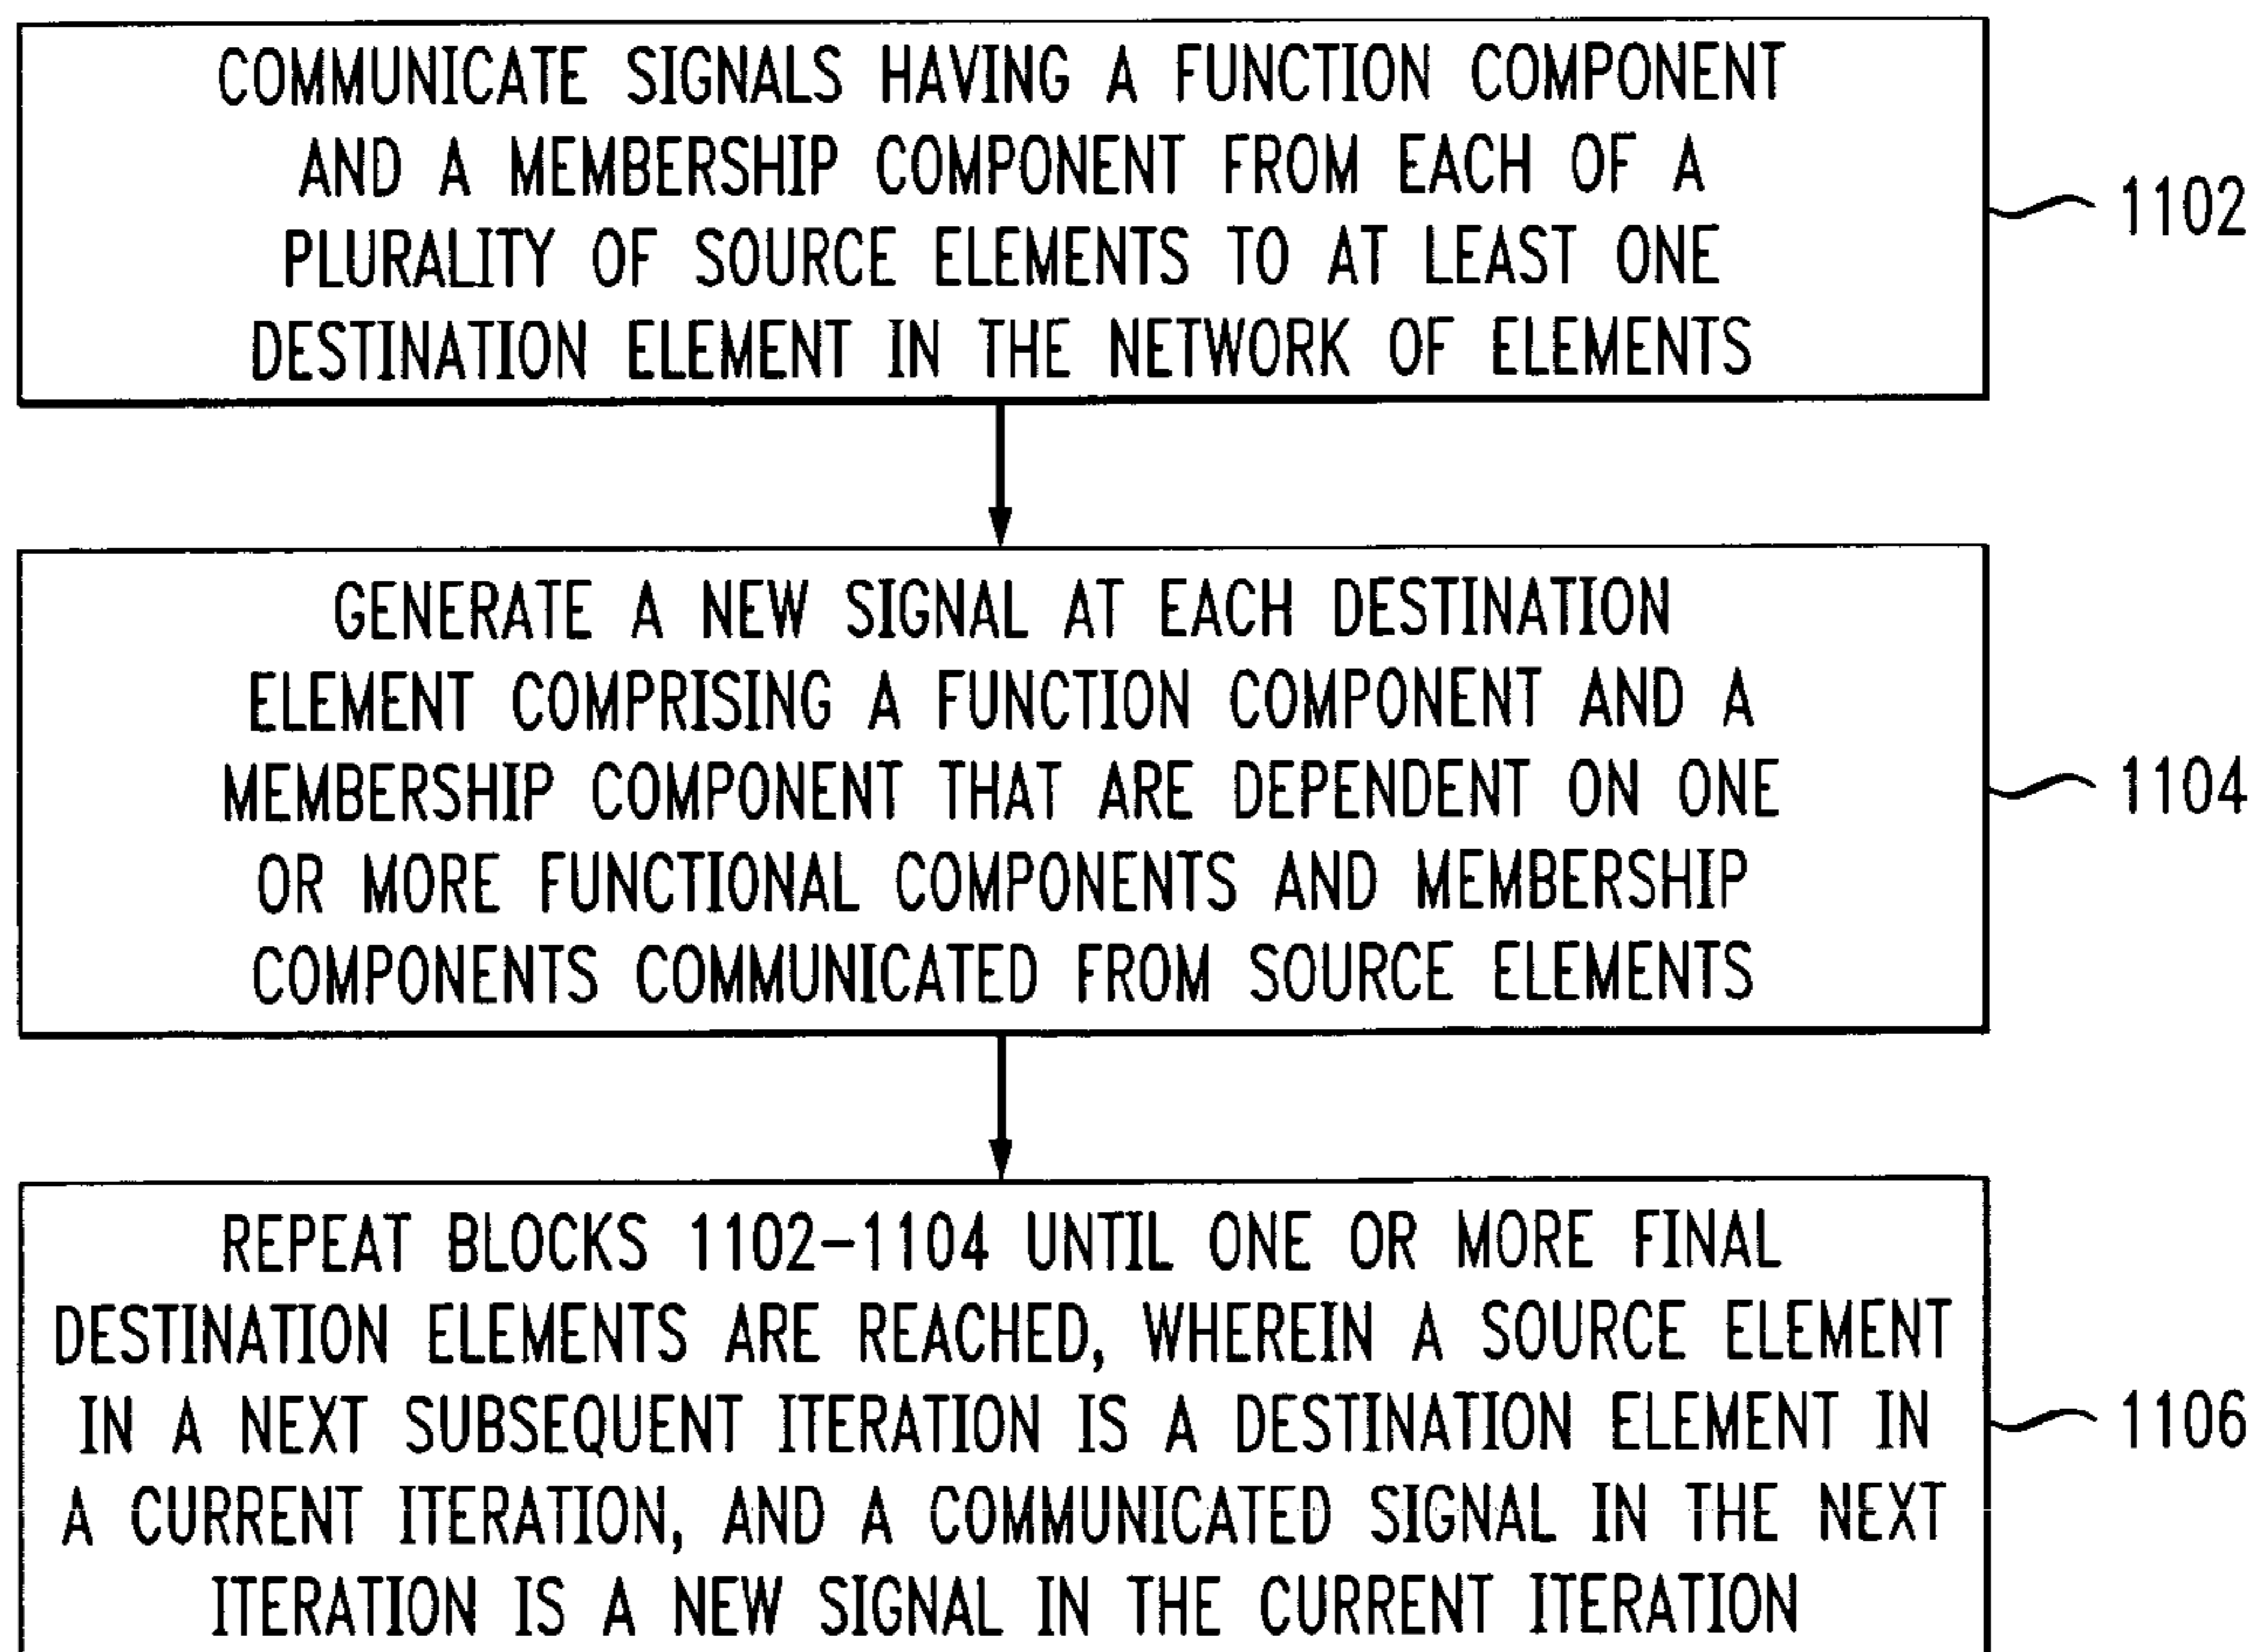 COMMUNICATE SIGNALS HAVING A FUNCTION COMPONENT
AND A MEMBERSHIP COMPONENT FROM EACH OF A
PLURALITY OF SOURCE ELEMENTS TO AT LEAST ONE
DESTINATION ELEMENT IN THE NETWORK OF ELEMENTS
1102
GENERATE A NEW SIGNAL AT EACH DESTINATION
ELEMENT COMPRISING A FUNCTION COMPONENT AND A
MEMBERSHIP COMPONENT THAT ARE DEPENDENT ON ONE
OR MORE FUNCTIONAL COMPONENTS AND MEMBERSHIP
COMPONENTS COMMUNICATED FROM SOURCE ELEMENTS
1104
REPEAT BLOCKS 1102-1104 UNTIL ONE OR MORE FINAL
DESTINATION ELEMENTS ARE REACHED, WHEREIN A SOURCE ELEMENT
IN A NEXT SUBSEQUENT ITERATION IS A DESTINATION ELEMENT IN
A CURRENT ITERATION, AND A COMMUNICATED SIGNAL IN THE NEXT
ITERATION IS A NEW SIGNAL IN THE CURRENT ITERATION
1106